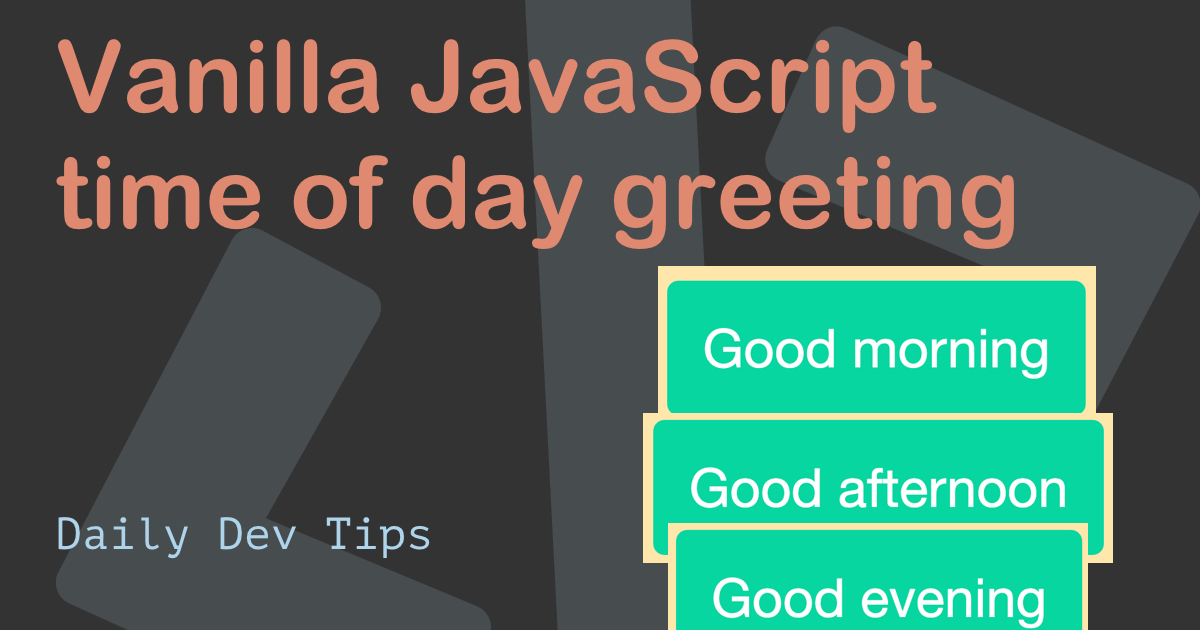 Vanilla JavaScript
time of day greeting
Good morning
Good afternoon
Good evening
Daily Dev Tips